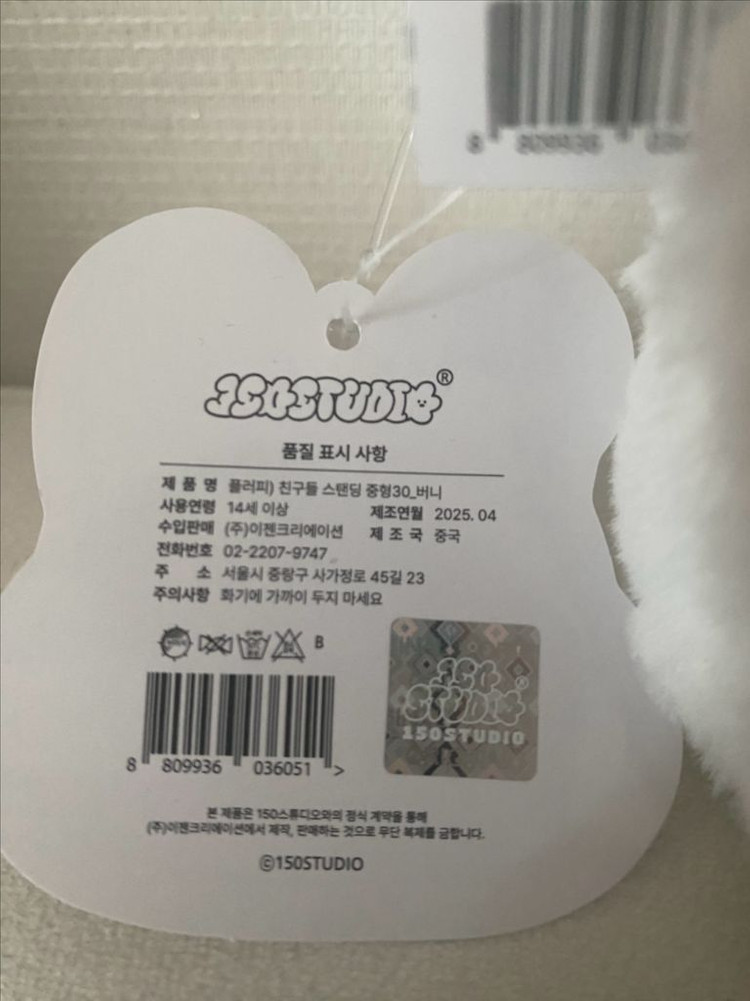 8 809936
150STUDIO®
품질 표시 사항
제 품 명 플러피) 친구들 스탠딩 중형30_버니
사용연령 14세 이상 제조연월 2025. 04
수입판매 (주)이젠크리에이션 제 조 국 중국
전화번호 02-2207-9747
주 소 서울시 중랑구 사가정로 45길 23
주의사항 화기에 가까이 두지 마세요
B
150
STUDIO
150STUDIO
8 809936 036051 >
본 제품은 150스튜디오와의 정식 계약을 통해
(주)이젠크리에이션에서 제작, 판매하는 것으로 무단 복제를 금합니다.
©150STUDIO